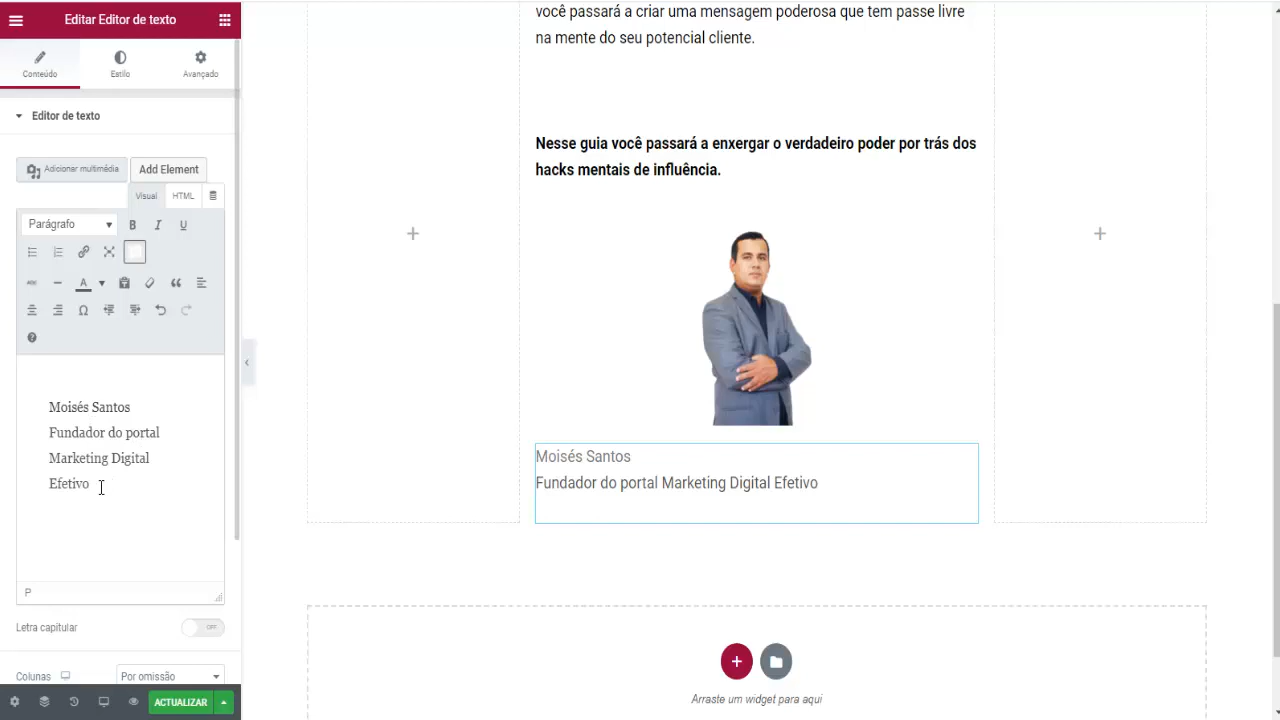 Editar Editor de texto
Conteúdo
Estilo
Avançado
Editor de texto
Adicionar multimédia
Add Element
Visual
HTML
Parágrafo
B
I
U
ABC
A
Ω
Moisés Santos
Fundador do portal
Marketing Digital
Efetivo
P
Letra capitular
OFF
Colunas
Por omissão
ACTUALIZAR
você passará a criar uma mensagem poderosa que tem passe livre
na mente do seu potencial cliente.
Nesse guia você passará a enxergar o verdadeiro poder por trás dos
hacks mentais de influência.
Moisés Santos
Fundador do portal Marketing Digital Efetivo
Arraste um widget para aqui